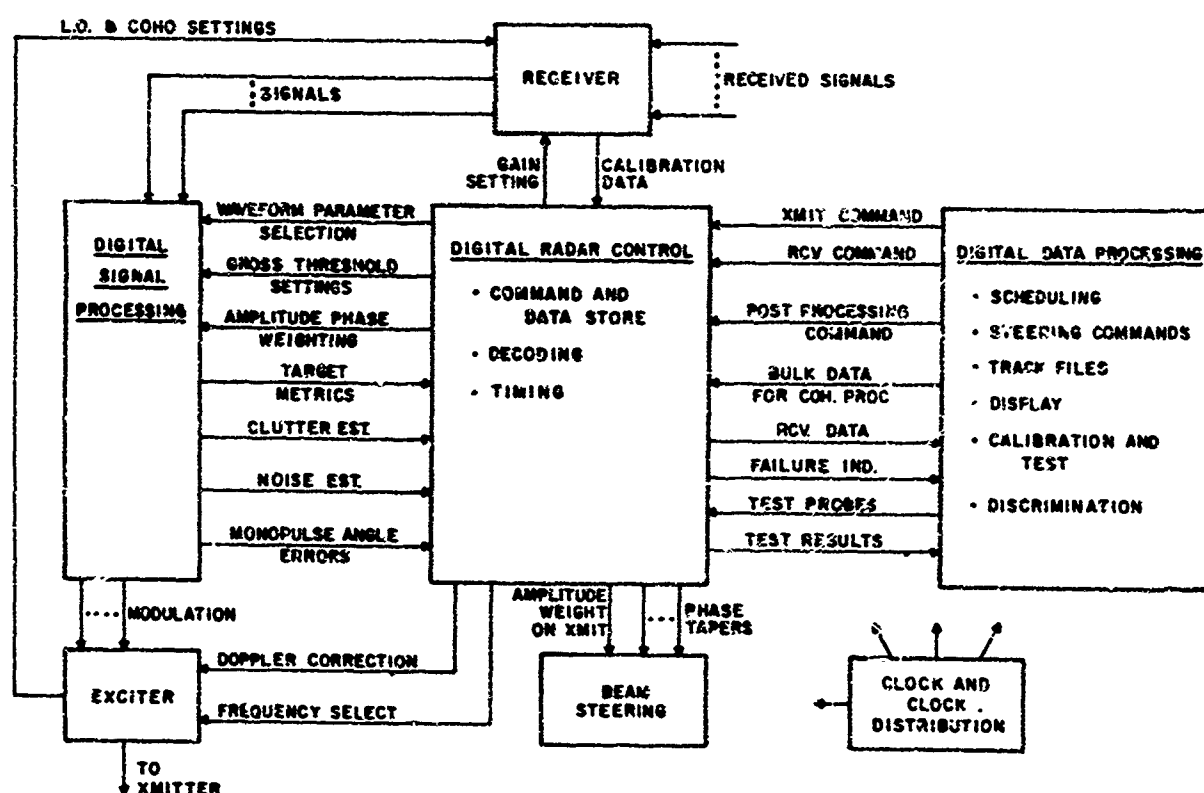 L.O. & COHO SETTINGS
RECEIVER
RECEIVED SIGNALS
SIGNALS
GAIN
SETTING
CALIBRATION
DATA
DIGITAL
SIGNAL
PROCESSING
WAVEFORM PARAMETER
SELECTION
GROSS THRESHOLD
SETTINGS
AMPLITUDE PHASE
WEIGHTING
TARGET
METRICS
CLUTTER EST.
NOISE EST.
MONOPULSE ANGLE
ERRORS
DIGITAL RADAR CONTROL
• COMMAND AND
DATA STORE
• DECODING
• TIMING
XMIT COMMAND
RCV COMMAND
POST PROCESSING
COMMAND
BULK DATA
FOR COH. PROC
RCV. DATA
FAILURE IND.
TEST PROBES
TEST RESULTS
DIGITAL DATA PROCESSING
• SCHEDULING
• STEERING COMMANDS
• TRACK FILES
• DISPLAY
• CALIBRATION AND
TEST
• DISCRIMINATION
MODULATION
EXCITER
DOPPLER CORRECTION
FREQUENCY SELECT
AMPLITUDE
WEIGHT
ON XMIT
PHASE
TAPERS
BEAM
STEERING
CLOCK AND
CLOCK
DISTRIBUTION
TO
XMITTER